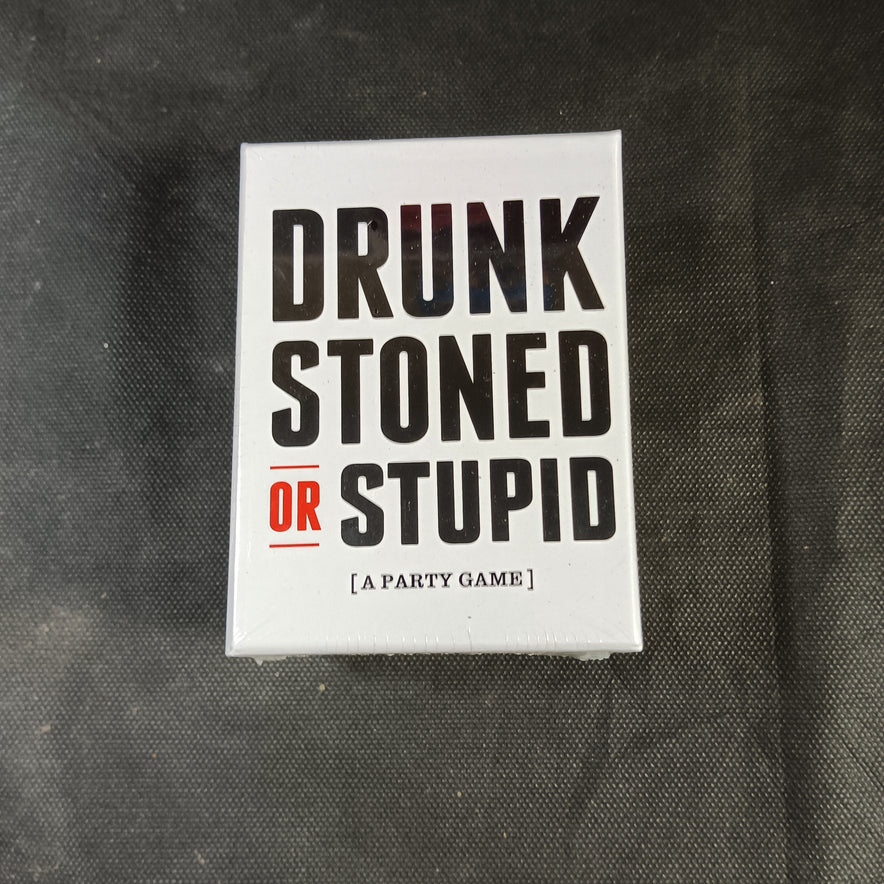 DRUNK
STONED
OR STUPID
[A PARTY GAME]